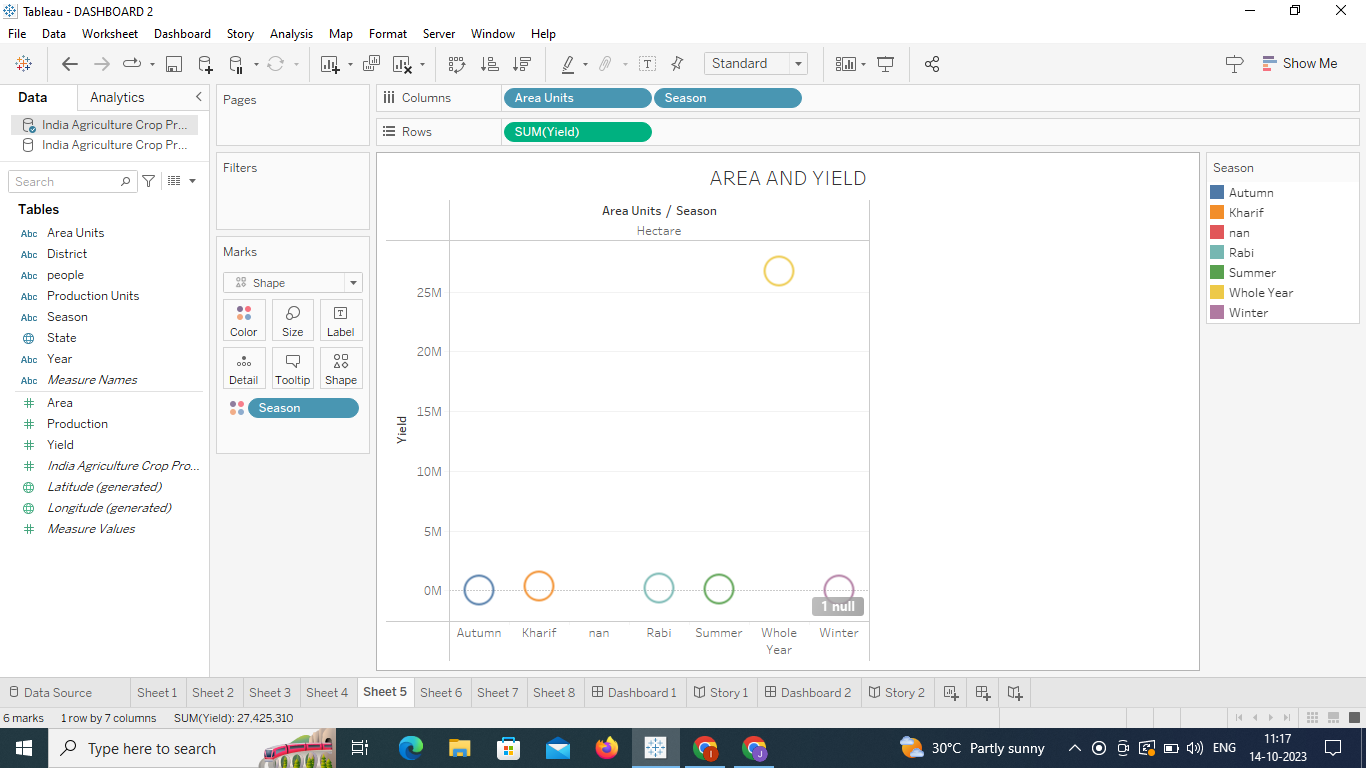 Tableau - DASHBOARD 2
File Data Worksheet Dashboard Story Analysis Map Format Server Window Help
Standard
Show Me
Data Analytics
India Agriculture Crop Pr...
India Agriculture Crop Pr...
Search
Tables
Abc Area Units
Abc District
Abc people
Abc Production Units
Abc Season
State
Abc Year
Abc Measure Names
Area
Production
Yield
India Agriculture Crop Pro...
Latitude (generated)
Longitude (generated)
Measure Values
Pages
Filters
Marks
Shape
Color Size Label
Detail Tooltip Shape
Season
Columns Area Units Season
Rows SUM(Yield)
AREA AND YIELD
Area Units / Season
Hectare
Yield
25M
20M
15M
10M
5M
0M
1 null
Autumn Kharif nan Rabi Summer Whole Year Winter
Season
Autumn
Kharif
nan
Rabi
Summer
Whole Year
Winter
Data Source Sheet 1 Sheet 2 Sheet 3 Sheet 4 Sheet 5 Sheet 6 Sheet 7 Sheet 8 Dashboard 1 Story 1 Dashboard 2 Story 2
6 marks 1 row by 7 columns SUM(Yield): 27,425,310
Type here to search
30°C Partly sunny
ENG
11:17
14-10-2023